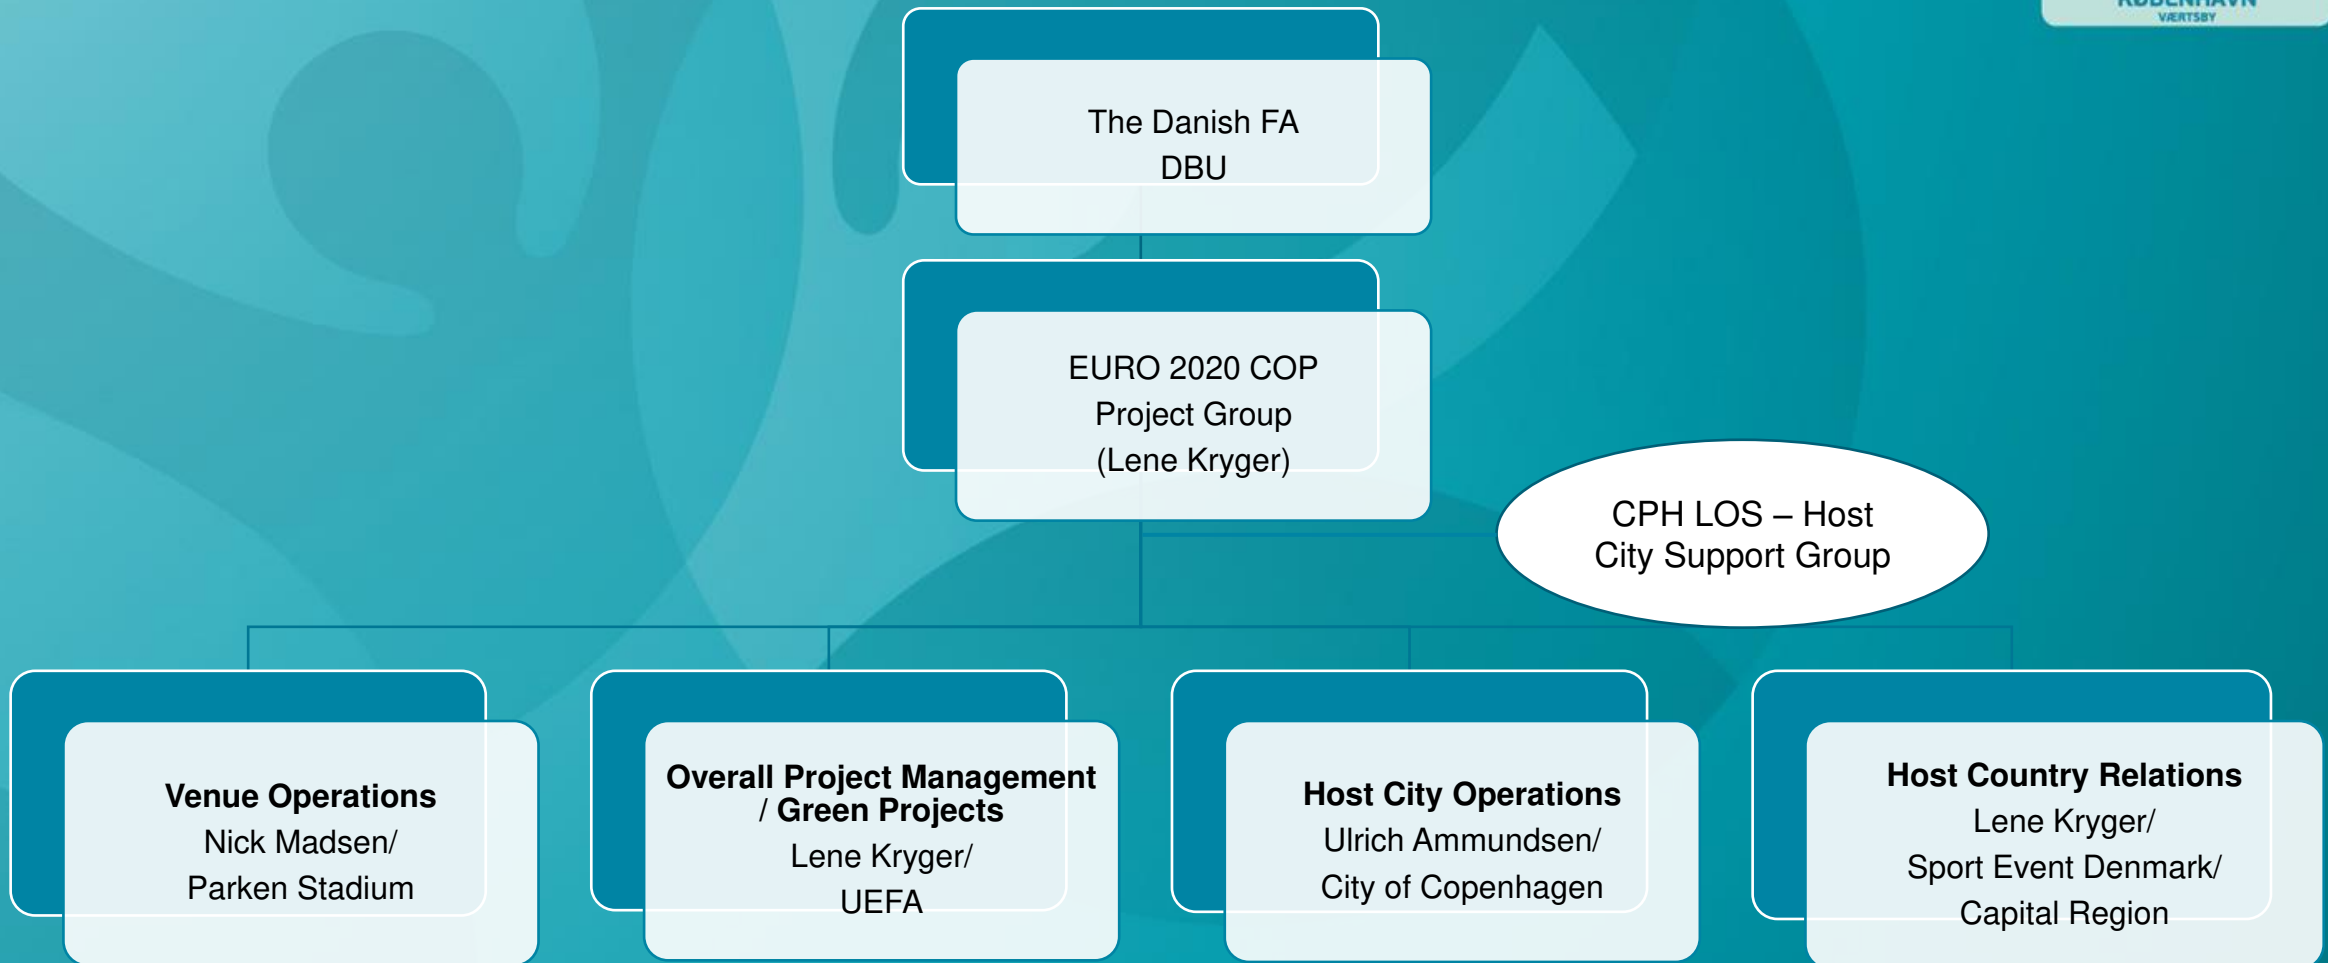 KØBENHAVN
VÆRTSBY
The Danish FA
DBU
EURO 2020 COP
Project Group
(Lene Kryger)
CPH LOS – Host
City Support Group
Venue Operations
Nick Madsen/
Parken Stadium
Overall Project Management
/ Green Projects
Lene Kryger/
UEFA
Host City Operations
Ulrich Ammundsen/
City of Copenhagen
Host Country Relations
Lene Kryger/
Sport Event Denmark/
Capital Region